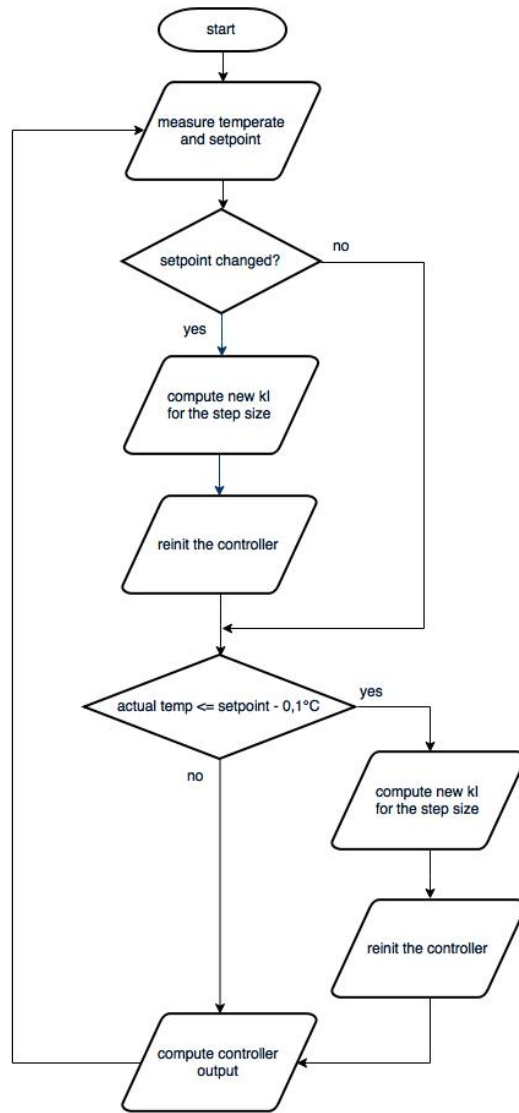 start
measure temperate
and setpoint
setpoint changed?
no
yes
compute new kI
for the step size
reinit the controller
actual temp <= setpoint - 0,1°C
yes
no
compute new kI
for the step size
reinit the controller
compute controller
output